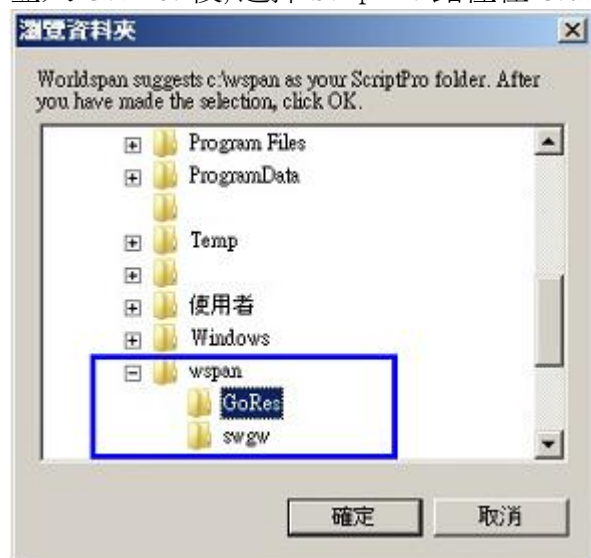 瀏覽資料夾
Worldspan suggests c:\wspan as your ScriptPro folder. After
you have made the selection, click OK.
Program Files
ProgramData
Temp
使用者
Windows
wspan
GoRes
swgw
確定
取消